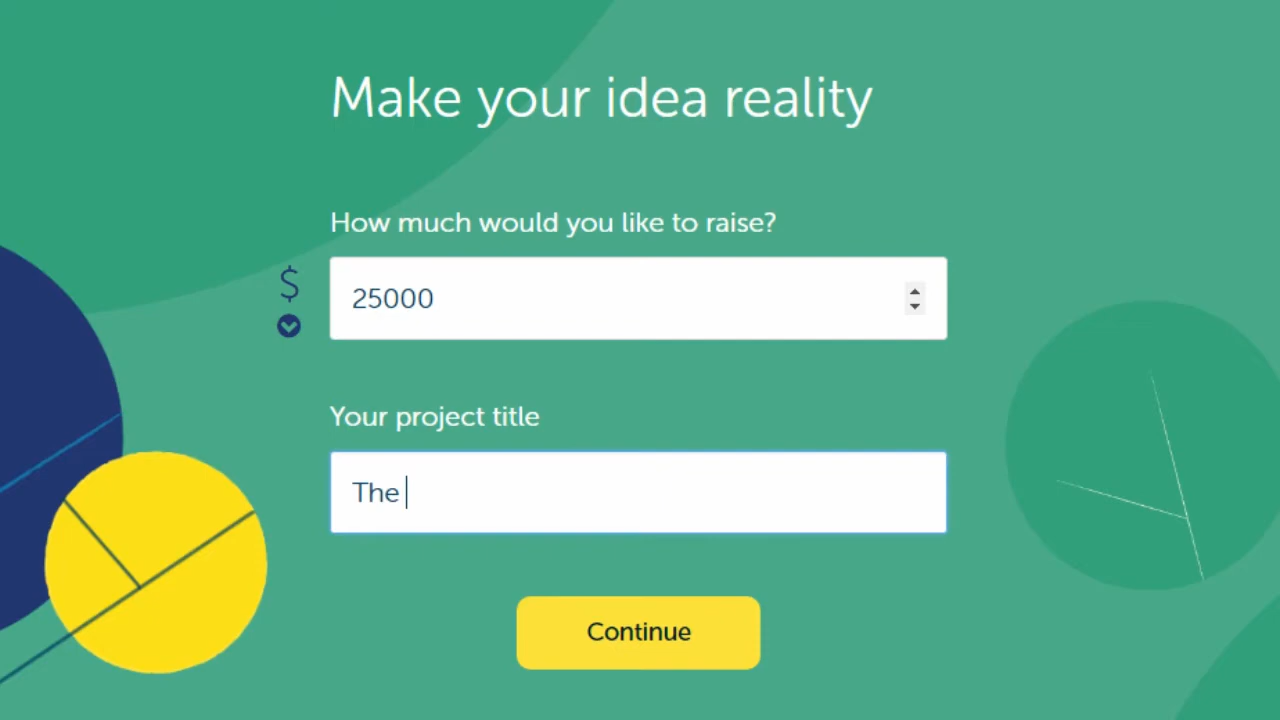 Make your idea reality
How much would you like to raise?
$
25000
Your project title
The
Continue